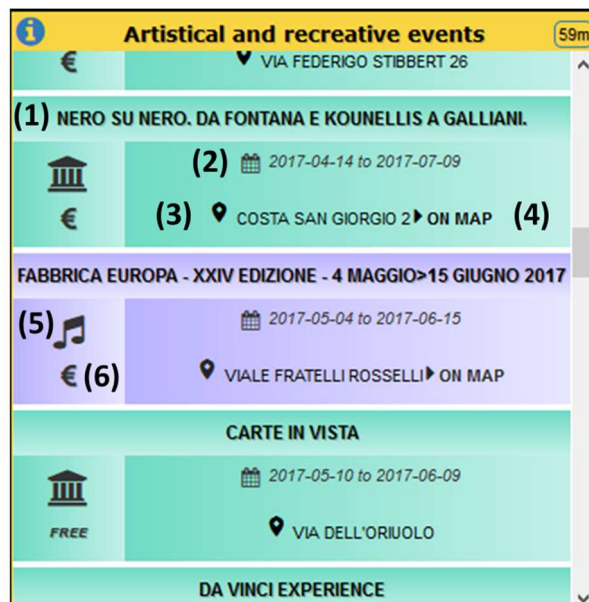 Artistical and recreative events 59m
€ VIA FEDERIGO STIBBERT 26
(1) NERO SU NERO. DA FONTANA E KOUNELLIS A GALLIANI.
(2) 2017-04-14 to 2017-07-09
€ (3) COSTA SAN GIORGIO 2 ON MAP (4)
FABBRICA EUROPA - XXIV EDIZIONE - 4 MAGGIO>15 GIUGNO 2017
(5) 2017-05-04 to 2017-06-15
€ (6) VIALE FRATELLI ROSSELLI ON MAP
CARTE IN VISTA
2017-05-10 to 2017-06-09
FREE VIA DELL'ORIUOLO
DA VINCI EXPERIENCE